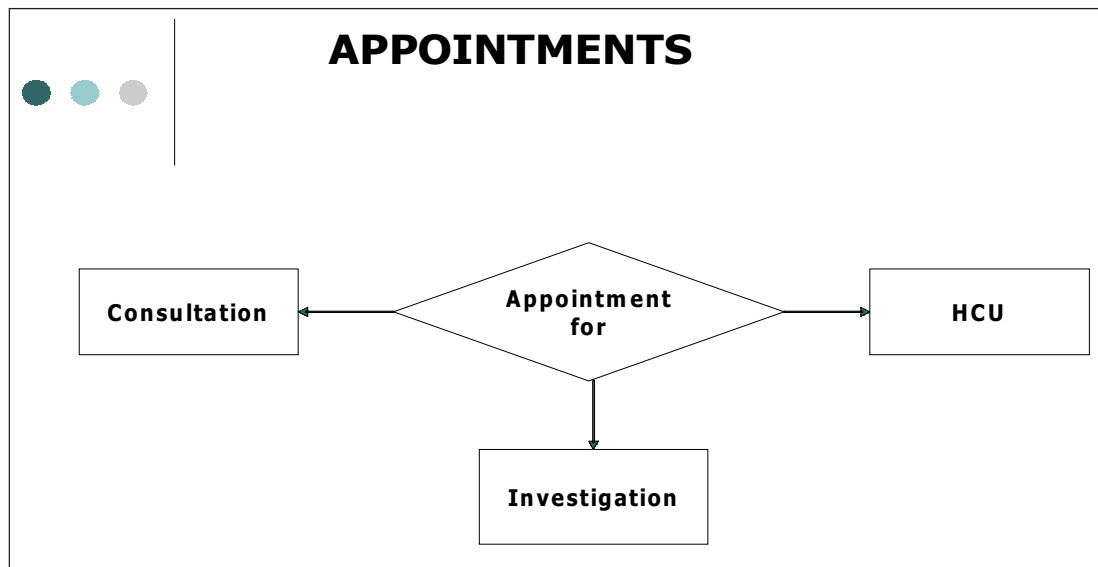 APPOINTMENTS
Consultation
Appointment
for
HCU
Investigation